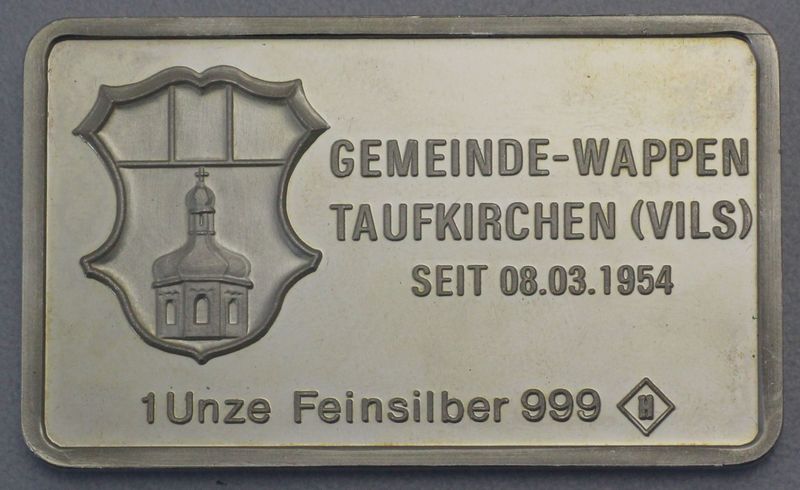 GEMEINDE-WAPPEN
TAUFKIRCHEN (VILS)
SEIT 08.03.1954
1 Unze Feinsilber 999 H